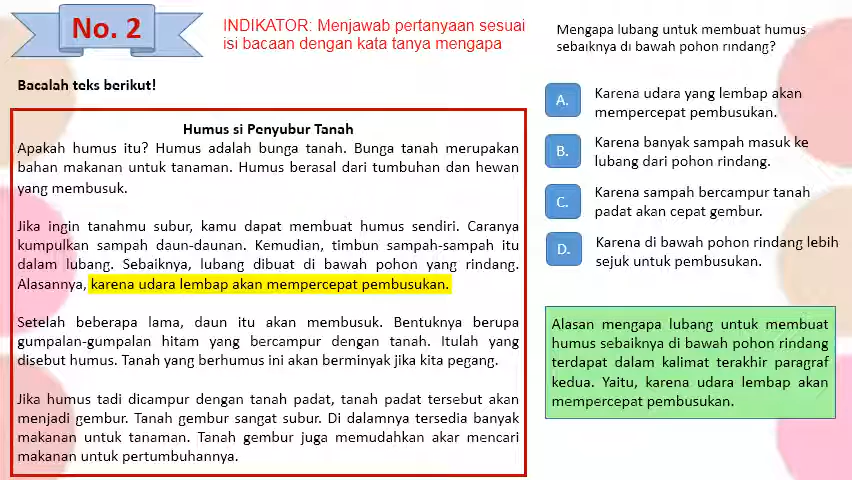 No. 2
INDIKATOR: Menjawab pertanyaan sesuai
isi bacaan dengan kata tanya mengapa
Bacalah teks berikut!
Humus si Penyubur Tanah
Apakah humus itu? Humus adalah bunga tanah. Bunga tanah merupakan
bahan makanan untuk tanaman. Humus berasal dari tumbuhan dan hewan
yang membusuk.
Jika ingin tanahmu subur, kamu dapat membuat humus sendiri. Caranya
kumpulkan sampah daun-daunan. Kemudian, timbun sampah-sampah itu
dalam lubang. Sebaiknya, lubang dibuat di bawah pohon yang rindang.
Alasannya, karena udara lembap akan mempercepat pembusukan.
Setelah beberapa lama, daun itu akan membusuk. Bentuknya berupa
gumpalan-gumpalan hitam yang bercampur dengan tanah. Itulah yang
disebut humus. Tanah yang berhumus ini akan berminyak jika kita pegang.
Jika humus tadi dicampur dengan tanah padat, tanah padat tersebut akan
menjadi gembur. Tanah gembur sangat subur. Di dalamnya tersedia banyak
makanan untuk tanaman. Tanah gembur juga memudahkan akar mencari
makanan untuk pertumbuhannya.
Mengapa lubang untuk membuat humus
sebaiknya di bawah pohon rindang?
A. Karena udara yang lembap akan
mempercepat pembusukan.
B. Karena banyak sampah masuk ke
lubang dari pohon rindang.
C. Karena sampah bercampur tanah
padat akan cepat gembur.
D. Karena di bawah pohon rindang lebih
sejuk untuk pembusukan.
Alasan mengapa lubang untuk membuat
humus sebaiknya di bawah pohon rindang
terdapat dalam kalimat terakhir paragraf
kedua. Yaitu, karena udara lembap akan
mempercepat pembusukan.